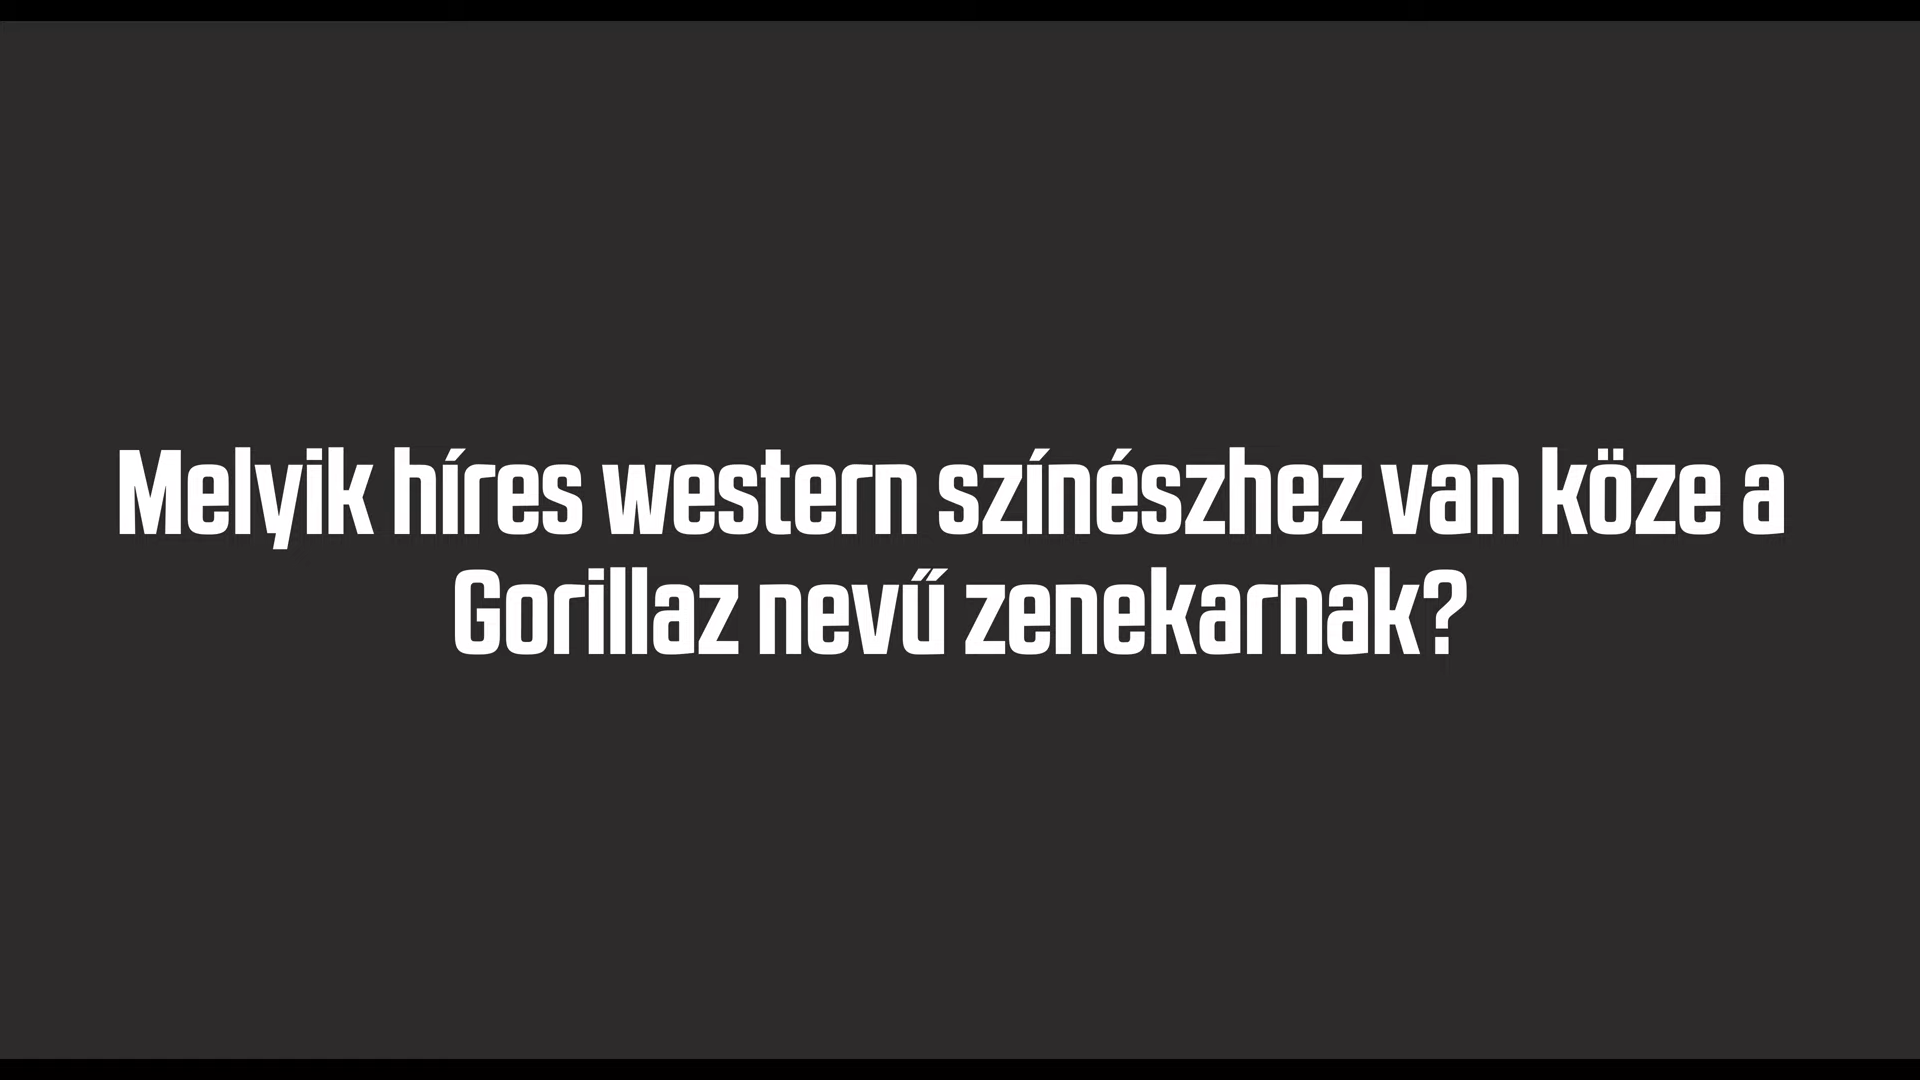 Melyik híres western színészhez van köze a
Gorillaz nevű zenekarnak?